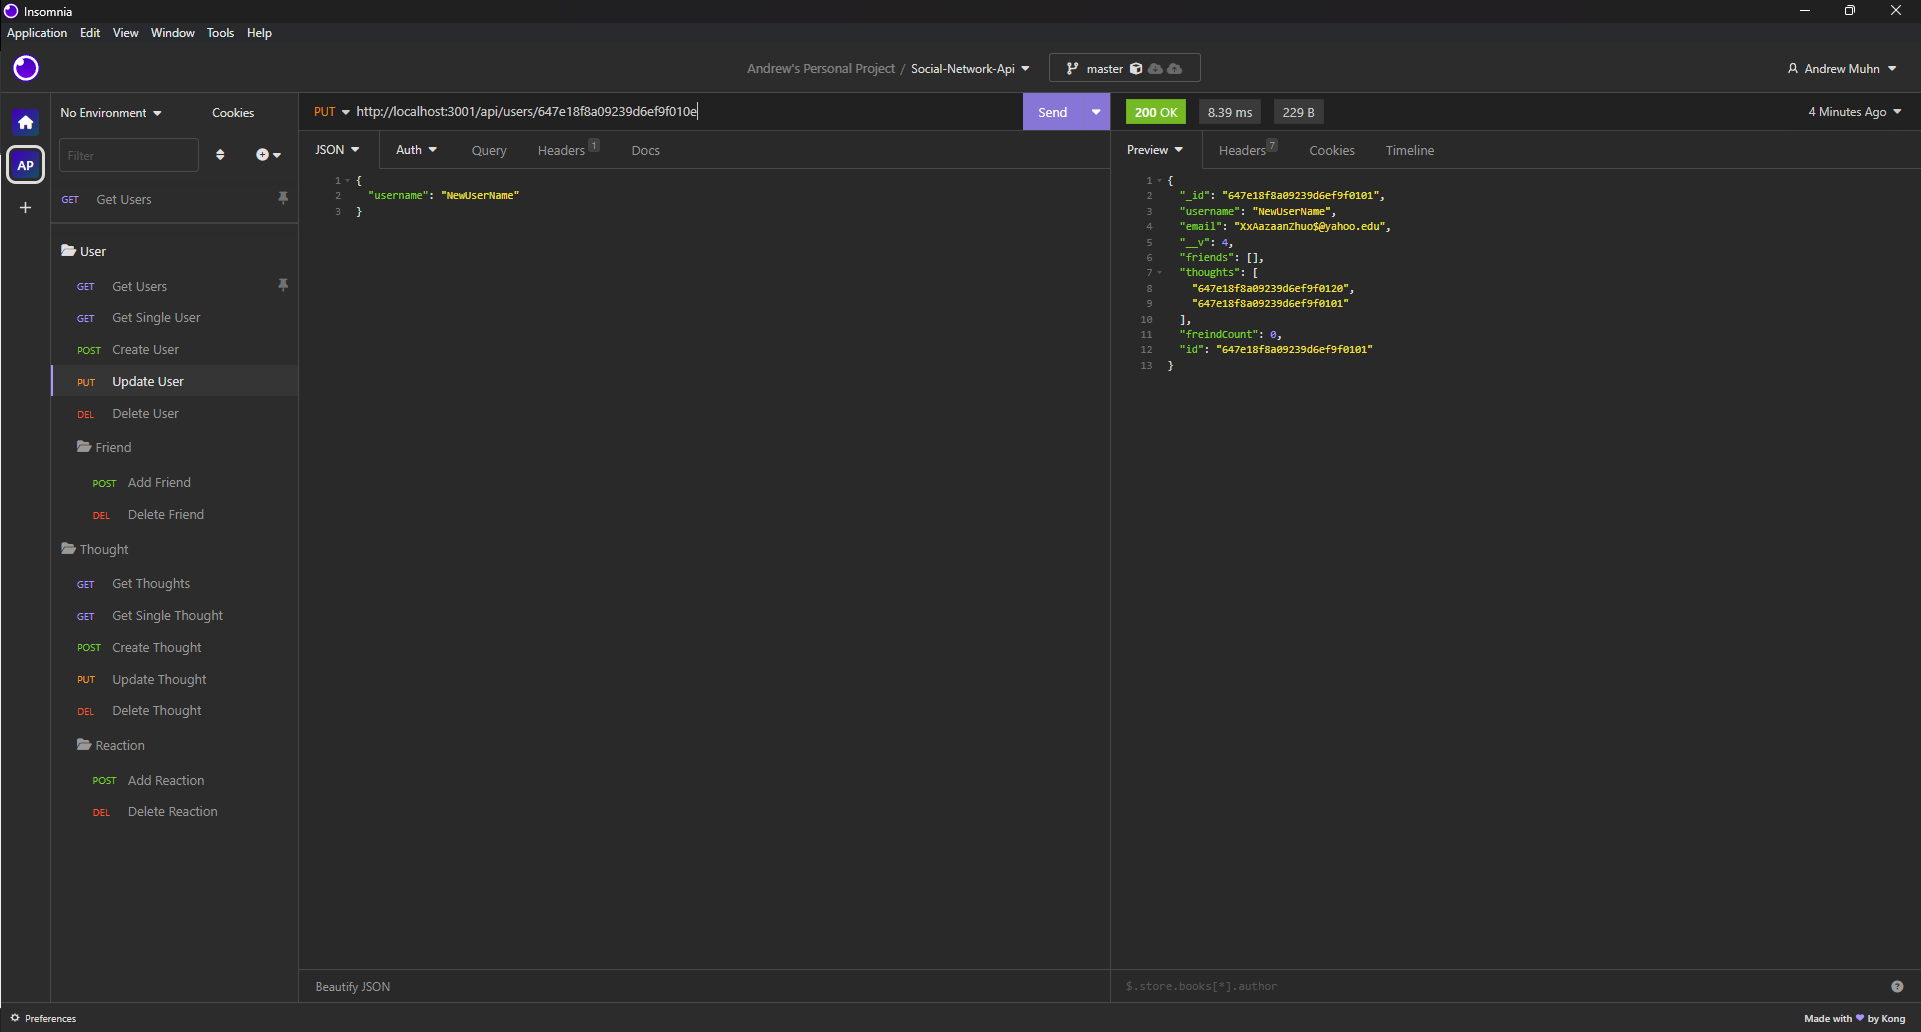 Insomnia
Application Edit View Window Tools Help
Andrew's Personal Project / Social-Network-Api master Andrew Muhn
No Environment Cookies
PUT http://localhost:3001/api/users/647e18f8a09239d6ef9f010e Send
200 OK 8.39 ms 229 B 4 Minutes Ago
AP
Filter
GET Get Users
User
GET Get Users
GET Get Single User
POST Create User
PUT Update User
DEL Delete User
Friend
POST Add Friend
DEL Delete Friend
Thought
GET Get Thoughts
GET Get Single Thought
POST Create Thought
PUT Update Thought
DEL Delete Thought
Reaction
POST Add Reaction
DEL Delete Reaction
JSON Auth Query Headers 1 Docs
1 {
2 "username": "NewUserName"
3 }
Beautify JSON
Preview Headers 7 Cookies Timeline
1 {
2 "_id": "647e18f8a09239d6ef9f0101",
3 "username": "NewUserName",
4 "email": "XxAazaanZhuo$@yahoo.edu",
5 "__v": 4,
6 "friends": [],
7 "thoughts": [
8 "647e18f8a09239d6ef9f0120",
9 "647e18f8a09239d6ef9f0101"
10 ],
11 "freindCount": 0,
12 "id": "647e18f8a09239d6ef9f0101"
13 }
$.store.books[*].author
Preferences
Made with by Kong